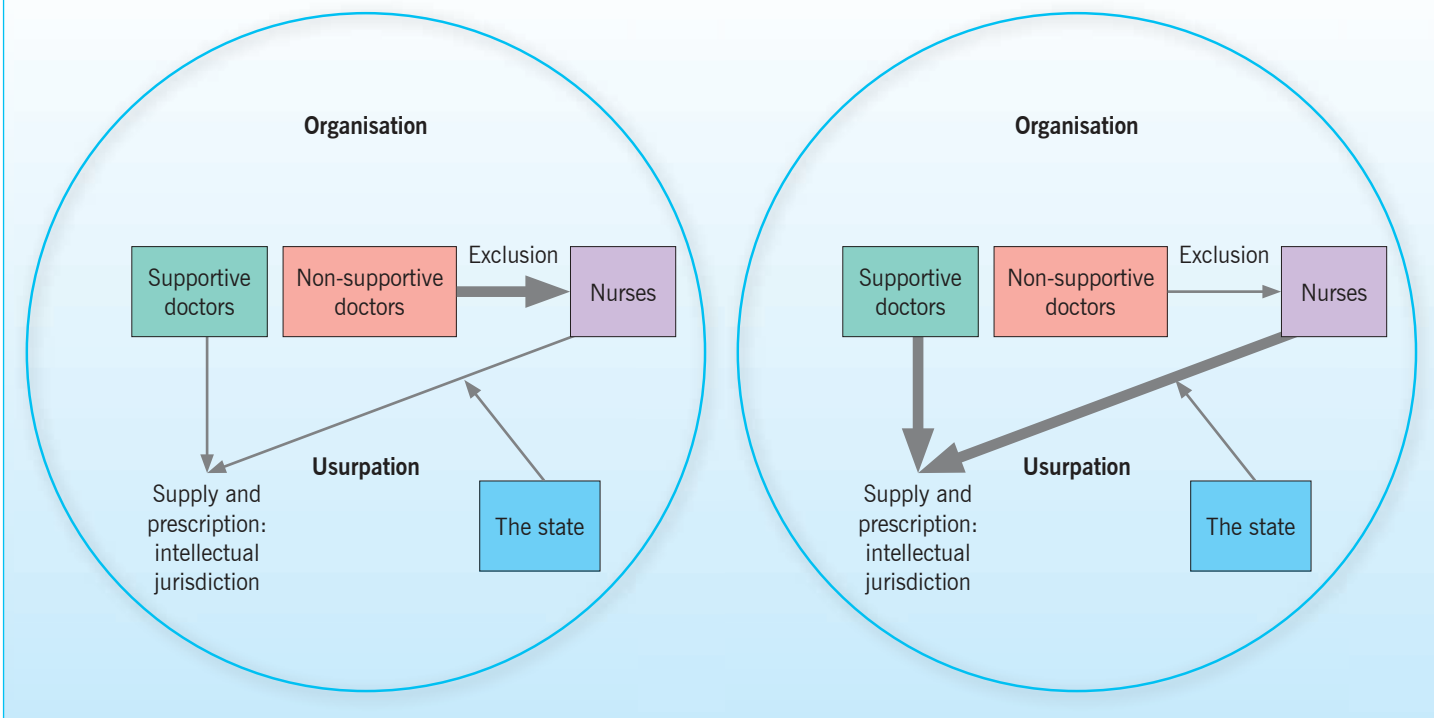 Organisation
Supportive
doctors
Non-supportive
doctors
Exclusion
Nurses
Usurpation
Supply and
prescription:
intellectual
jurisdiction
The state
Organisation
Supportive
doctors
Non-supportive
doctors
Exclusion
Nurses
Usurpation
Supply and
prescription:
intellectual
jurisdiction
The state